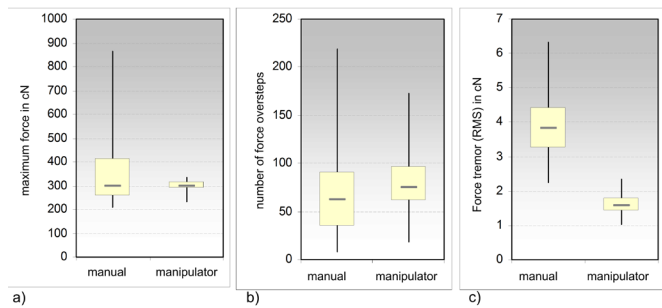 maximum force in cN
1000
900
800
700
600
500
400
300
200
100
0
manual manipulator
a)
number of force oversteps
250
200
150
100
50
0
manual manipulator
b)
Force tremor (RMS) in cN
7
6
5
4
3
2
1
0
manual manipulator
c)